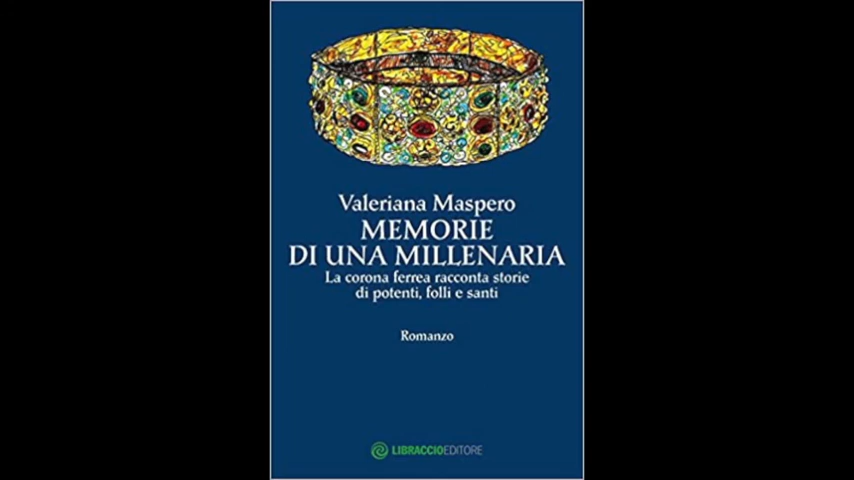 Valeriana Maspero
MEMORIE
DI UNA MILLENARIA
La corona ferrea racconta storie
di potenti, folli e santi
Romanzo
LIBRACCIOEDITORE